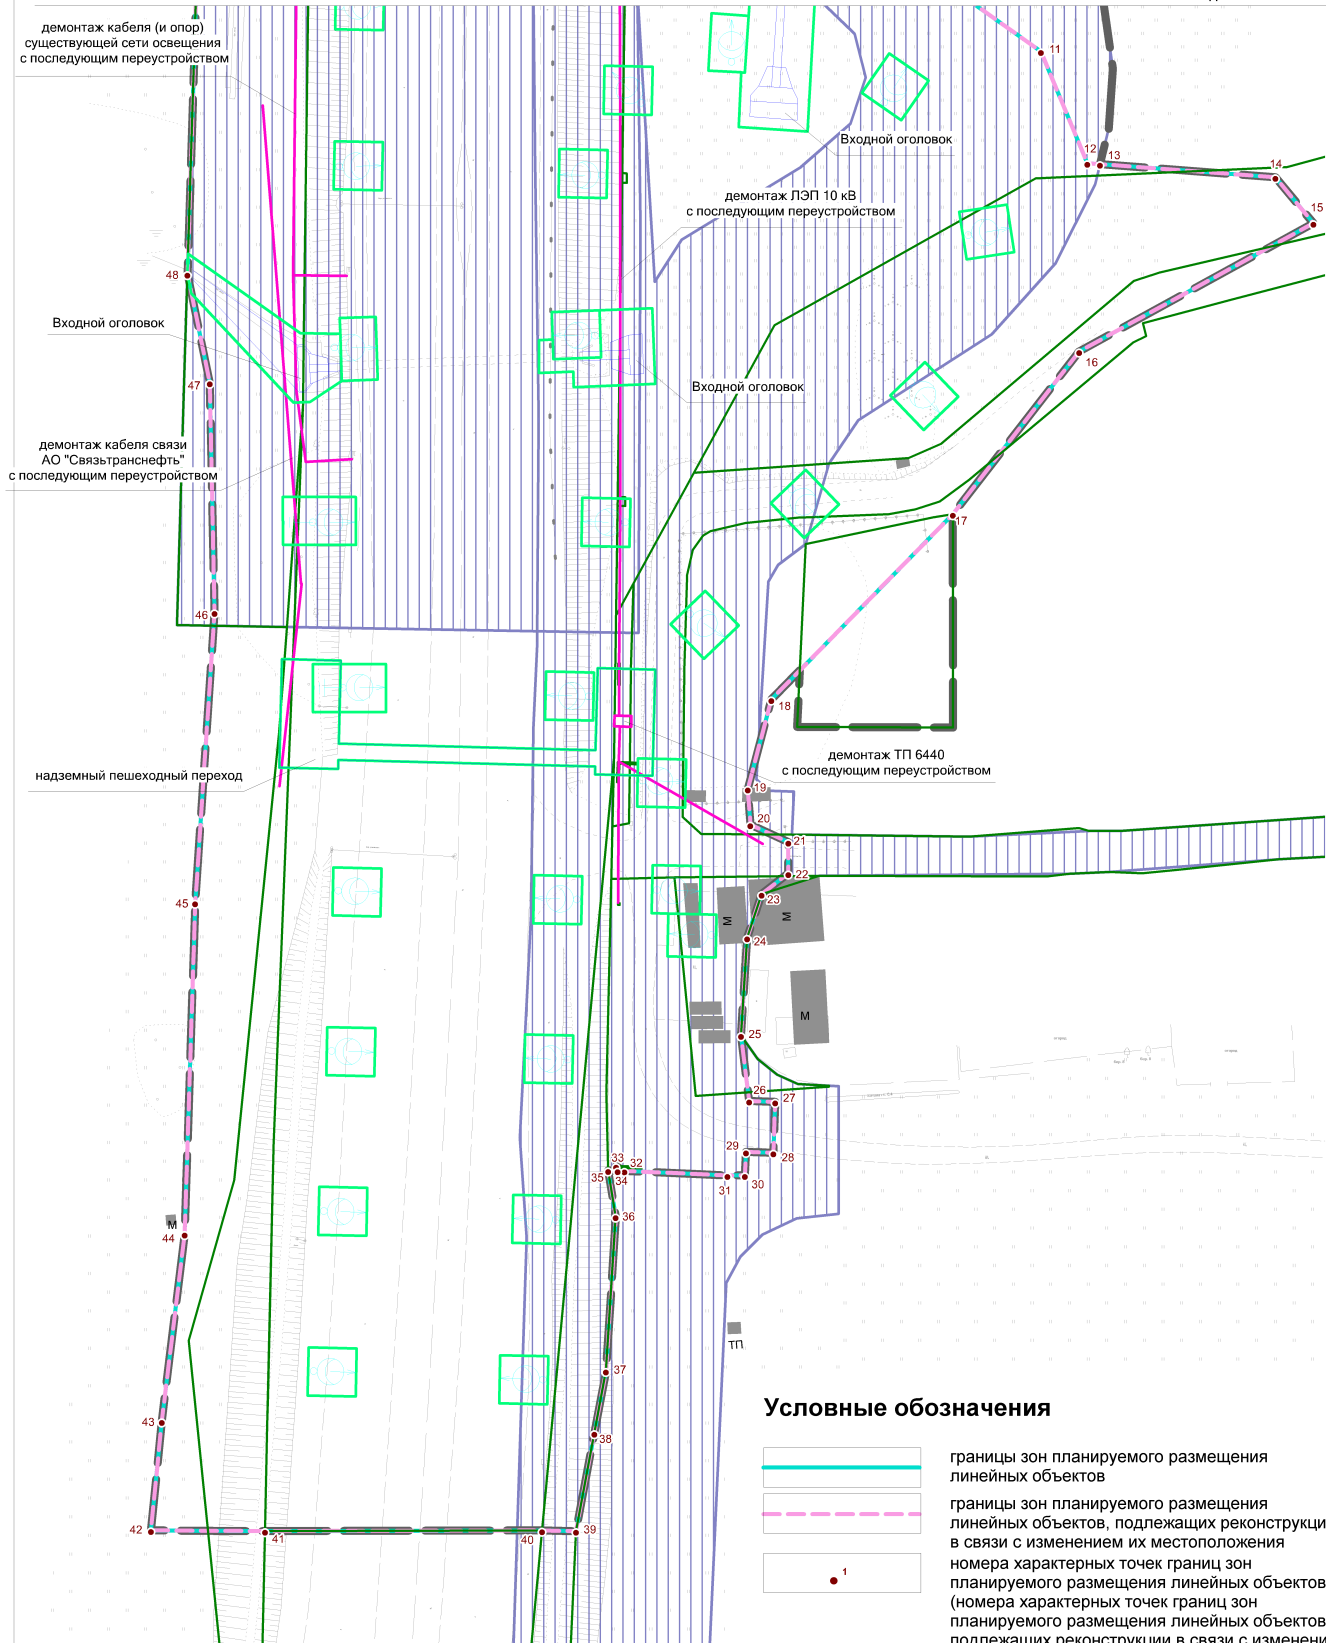 демонтаж кабеля (и опор)
существующей сети освещения
с последующим переустройством
11
Входной оголовок
12
13
14
15
демонтаж ЛЭП 10 кВ
с последующим переустройством
48
Входной оголовок
47
16
Входной оголовок
демонтаж кабеля связи
АО "Связьтранснефть"
с последующим переустройством
17
46
18
демонтаж ТП 6440
с последующим переустройством
надземный пешеходный переход
19
20
21
22
23
45
М
М
24
М
25
26
27
29
28
33
32
35
34
31
30
36
М
44
ТП
37
Условные обозначения
43
38
границы зон планируемого размещения
линейных объектов
границы зон планируемого размещения
линейных объектов, подлежащих реконструкци
в связи с изменением их местоположения
42
41
40
39
1
номера характерных точек границ зон
планируемого размещения линейных объектов
(номера характерных точек границ зон
планируемого размещения линейных объектов
подлежащих реконструкции в связи с изменени